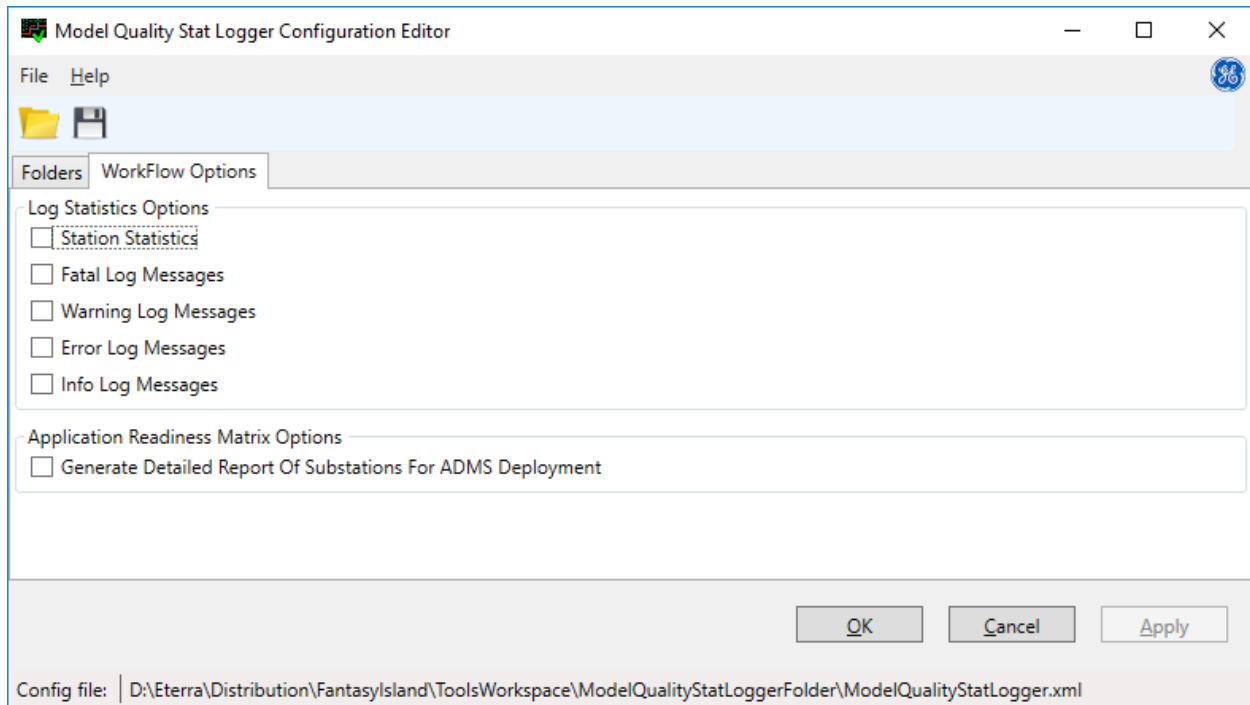 Model Quality Stat Logger Configuration Editor
File Help
Folders WorkFlow Options
Log Statistics Options
Station Statistics
Fatal Log Messages
Warning Log Messages
Error Log Messages
Info Log Messages
Application Readiness Matrix Options
Generate Detailed Report Of Substations For ADMS Deployment
OK Cancel Apply
Config file: D:\Eterra\Distribution\FantasyIsland\ToolsWorkspace\ModelQualityStatLoggerFolder\ModelQualityStatLogger.xml